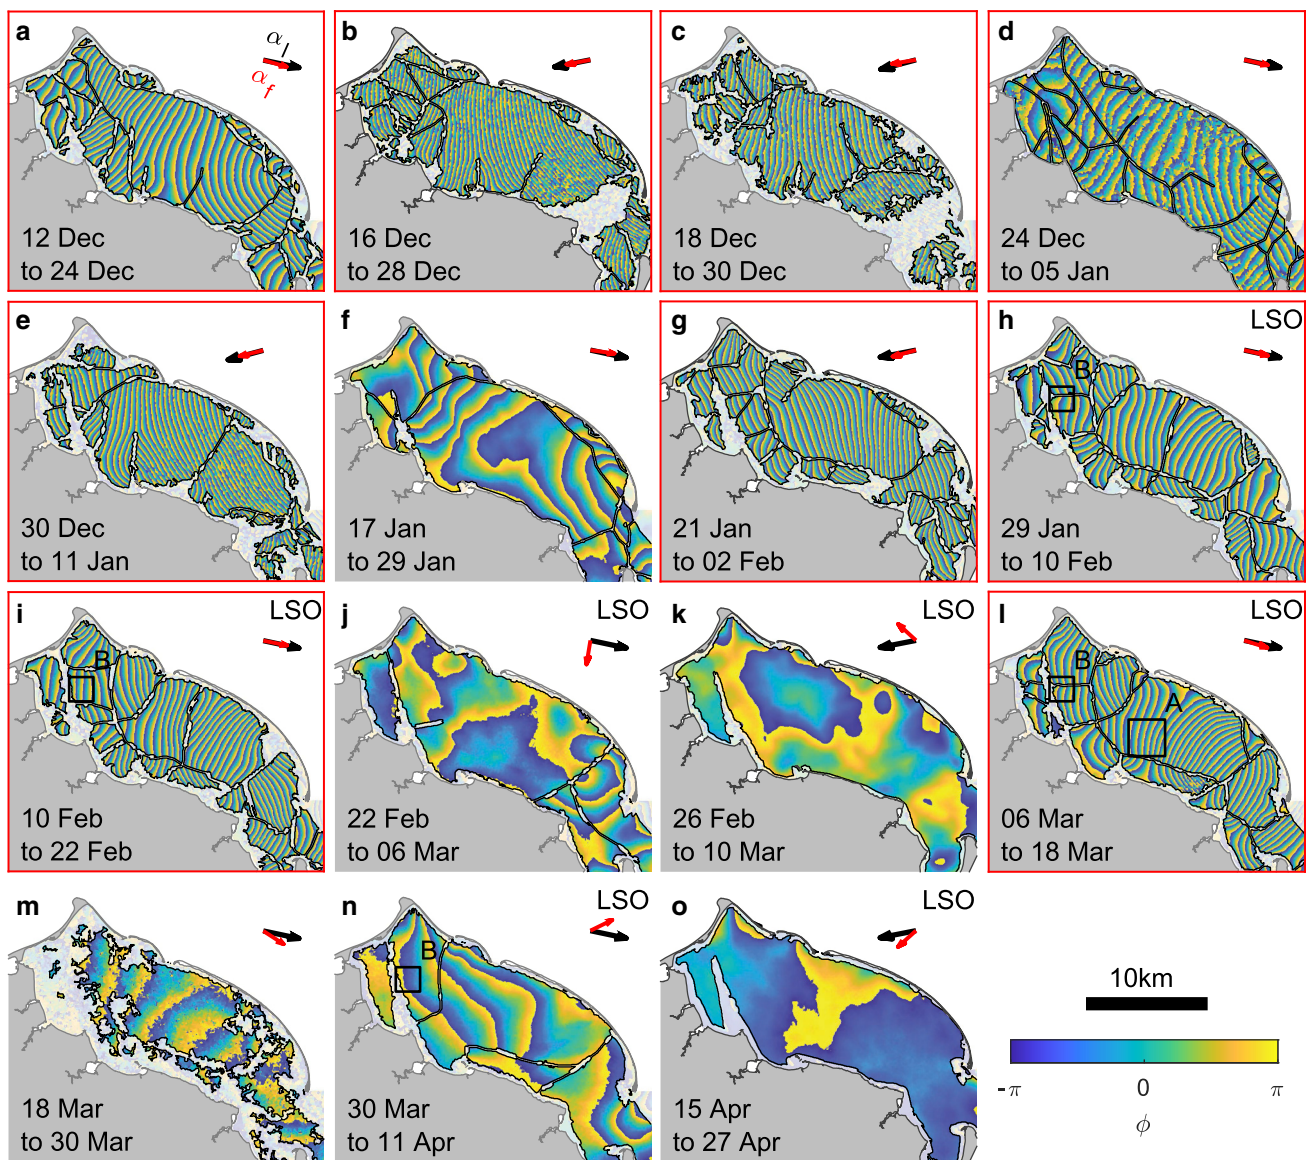 a
αl
αf
12 Dec
to 24 Dec
b
16 Dec
to 28 Dec
c
18 Dec
to 30 Dec
d
24 Dec
to 05 Jan
e
30 Dec
to 11 Jan
f
17 Jan
to 29 Jan
g
21 Jan
to 02 Feb
h
LSO
B
29 Jan
to 10 Feb
i
LSO
B
10 Feb
to 22 Feb
j
LSO
22 Feb
to 06 Mar
k
LSO
26 Feb
to 10 Mar
l
LSO
B
A
06 Mar
to 18 Mar
m
18 Mar
to 30 Mar
n
LSO
B
30 Mar
to 11 Apr
o
LSO
15 Apr
to 27 Apr
10km
-π 0 π
ϕ